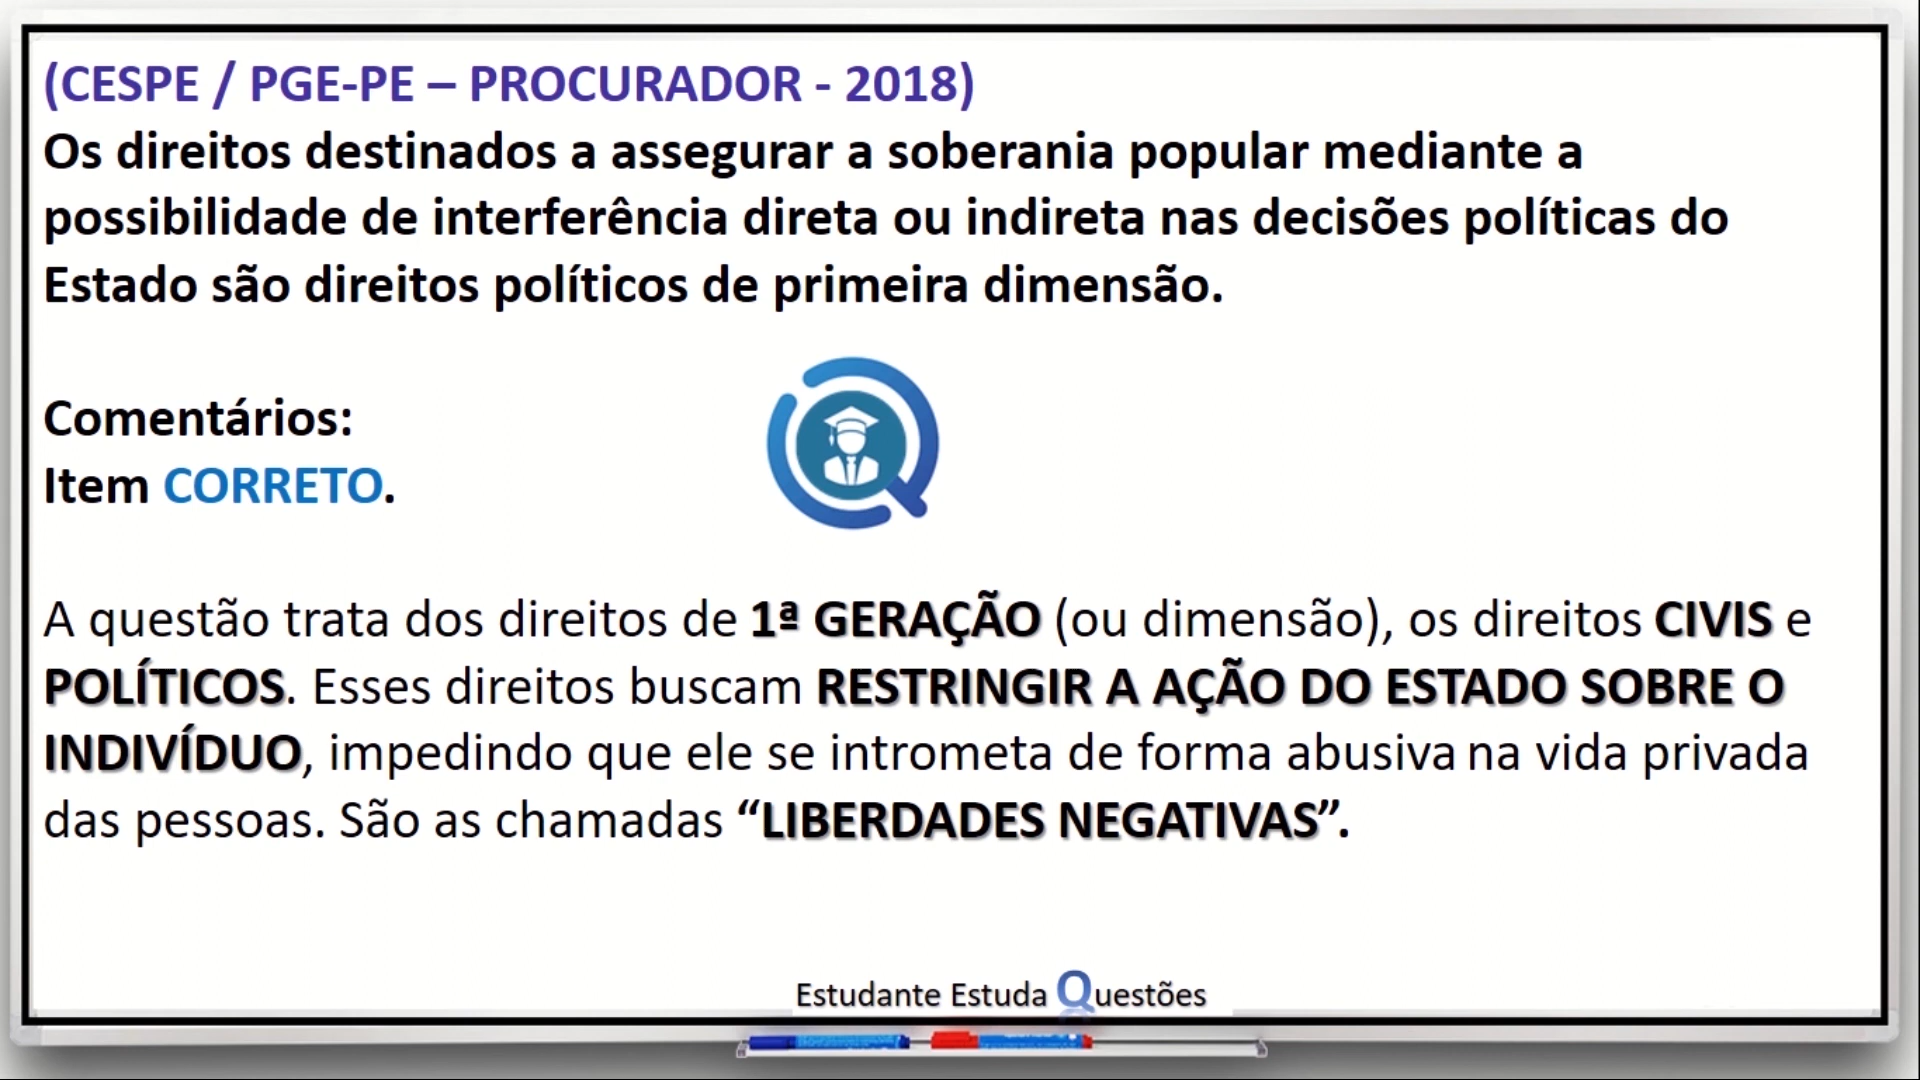 (CESPE / PGE-PE – PROCURADOR - 2018)
Os direitos destinados a assegurar a soberania popular mediante a
possibilidade de interferência direta ou indireta nas decisões políticas do
Estado são direitos políticos de primeira dimensão.
Comentários:
Item CORRETO.
A questão trata dos direitos de 1ª GERAÇÃO (ou dimensão), os direitos CIVIS e
POLÍTICOS. Esses direitos buscam RESTRINGIR A AÇÃO DO ESTADO SOBRE O
INDIVÍDUO, impedindo que ele se intrometa de forma abusiva na vida privada
das pessoas. São as chamadas “LIBERDADES NEGATIVAS”.
Estudante Estuda Questões